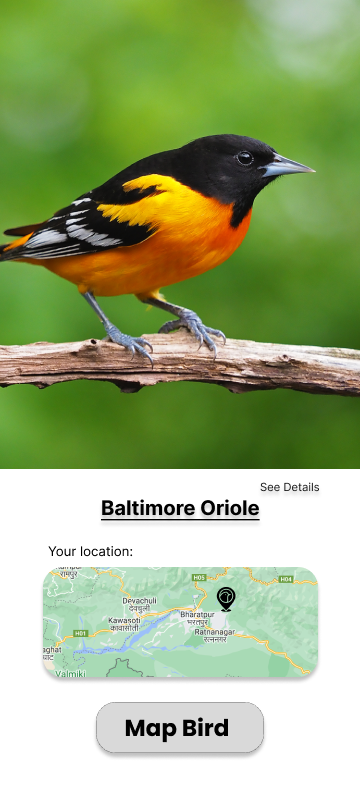 See Details
Baltimore Oriole
Your location:
रामपुर
H05
H04
Devachuli
देवचुली
Kawasoti
कावासोती
Bharatpur
भरतपुर
H01
Ratnanagar
रत्ननगर
Valmiki
Map Bird